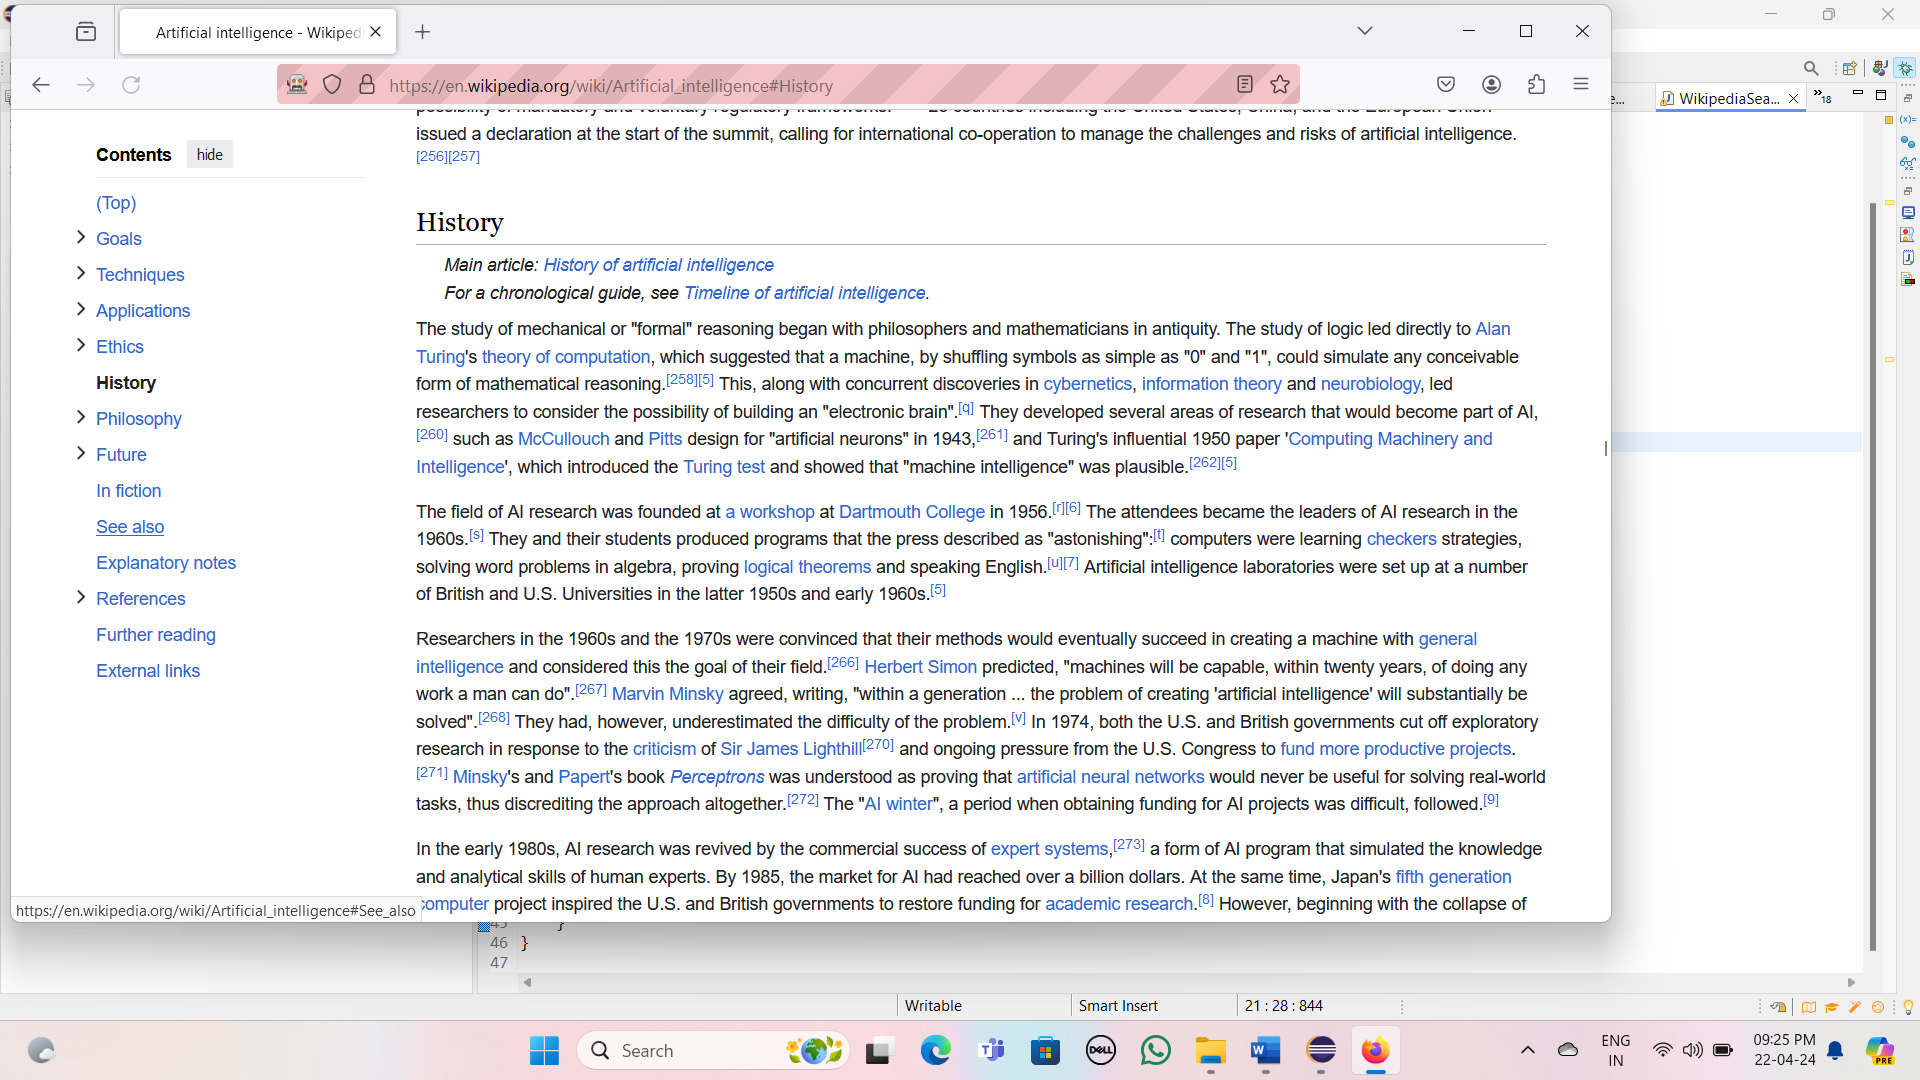 Artificial intelligence - Wikiped
https://en.wikipedia.org/wiki/Artificial_intelligence#History
WikipediaSea...
18
Contents
hide
(Top)
Goals
Techniques
Applications
Ethics
History
Philosophy
Future
In fiction
See also
Explanatory notes
References
Further reading
External links
issued a declaration at the start of the summit, calling for international co-operation to manage the challenges and risks of artificial intelligence.
[256][257]
History
Main article: History of artificial intelligence
For a chronological guide, see Timeline of artificial intelligence.
The study of mechanical or "formal" reasoning began with philosophers and mathematicians in antiquity. The study of logic led directly to Alan
Turing's theory of computation, which suggested that a machine, by shuffling symbols as simple as "0" and "1", could simulate any conceivable
form of mathematical reasoning.[258][5] This, along with concurrent discoveries in cybernetics, information theory and neurobiology, led
researchers to consider the possibility of building an "electronic brain".[q] They developed several areas of research that would become part of AI,
[260] such as McCullouch and Pitts design for "artificial neurons" in 1943,[261] and Turing's influential 1950 paper 'Computing Machinery and
Intelligence', which introduced the Turing test and showed that "machine intelligence" was plausible.[262][5]
The field of AI research was founded at a workshop at Dartmouth College in 1956.[r][6] The attendees became the leaders of AI research in the
1960s.[s] They and their students produced programs that the press described as "astonishing":[t] computers were learning checkers strategies,
solving word problems in algebra, proving logical theorems and speaking English.[u][7] Artificial intelligence laboratories were set up at a number
of British and U.S. Universities in the latter 1950s and early 1960s.[5]
Researchers in the 1960s and the 1970s were convinced that their methods would eventually succeed in creating a machine with general
intelligence and considered this the goal of their field.[266] Herbert Simon predicted, "machines will be capable, within twenty years, of doing any
work a man can do".[267] Marvin Minsky agreed, writing, "within a generation ... the problem of creating 'artificial intelligence' will substantially be
solved".[268] They had, however, underestimated the difficulty of the problem.[v] In 1974, both the U.S. and British governments cut off exploratory
research in response to the criticism of Sir James Lighthill[270] and ongoing pressure from the U.S. Congress to fund more productive projects.
[271] Minsky's and Papert's book Perceptrons was understood as proving that artificial neural networks would never be useful for solving real-world
tasks, thus discrediting the approach altogether.[272] The "AI winter", a period when obtaining funding for AI projects was difficult, followed.[9]
In the early 1980s, AI research was revived by the commercial success of expert systems,[273] a form of AI program that simulated the knowledge
and analytical skills of human experts. By 1985, the market for AI had reached over a billion dollars. At the same time, Japan's fifth generation
computer project inspired the U.S. and British governments to restore funding for academic research.[8] However, beginning with the collapse of
https://en.wikipedia.org/wiki/Artificial_intelligence#See_also
45 }
46 }
47
Writable
Smart Insert
21 : 28 : 844
Search
DELL
ENG
IN
09:25 PM
22-04-24
PRE